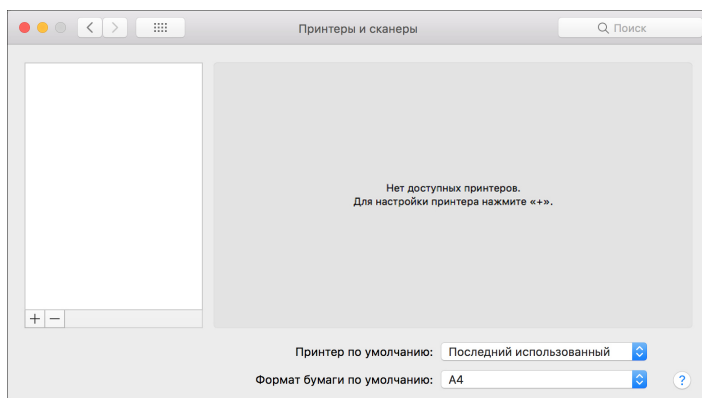 Принтеры и сканеры
Поиск
Нет доступных принтеров.
Для настройки принтера нажмите «+».
+ −
Принтер по умолчанию: Последний использованный
Формат бумаги по умолчанию: A4
?